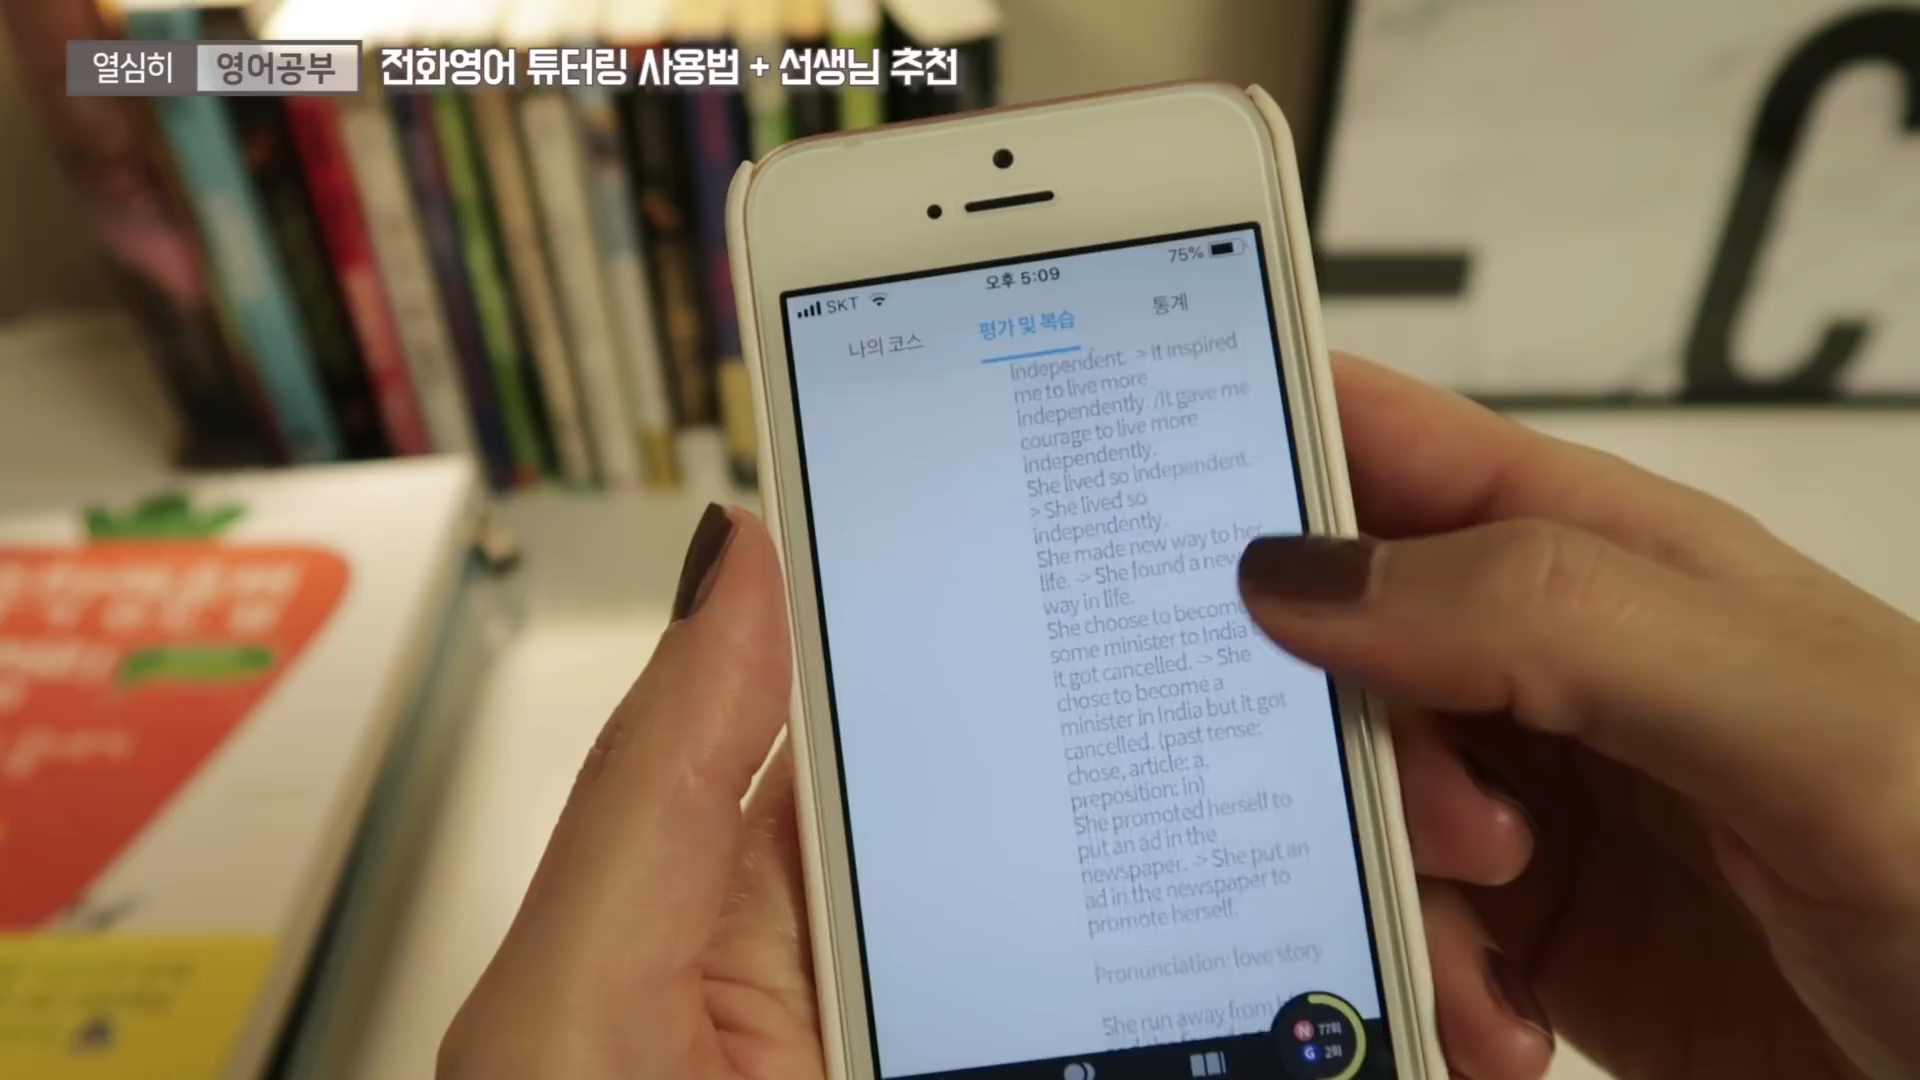 열심히 영어공부 전화영어 튜터링 사용법 + 선생님 추천
SKT 오후 5:09 75%
나의 코스 평가 및 복습 통계
independent. > It inspired
me to live more
independently. /It gave me
courage to live more
independently.
She lived so independent.
> She lived so
independently.
She made new way to her
life. -> She found a new
way in life.
She choose to become
some minister to India
it got cancelled. -> She
chose to become a
minister in India but it got
cancelled. (past tense:
chose, article: a,
preposition: in)
She promoted herself to
put an ad in the
newspaper. -> She put an
ad in the newspaper to
promote herself.
Pronunciation: love story
She run away from
N 77회
G 2회
C